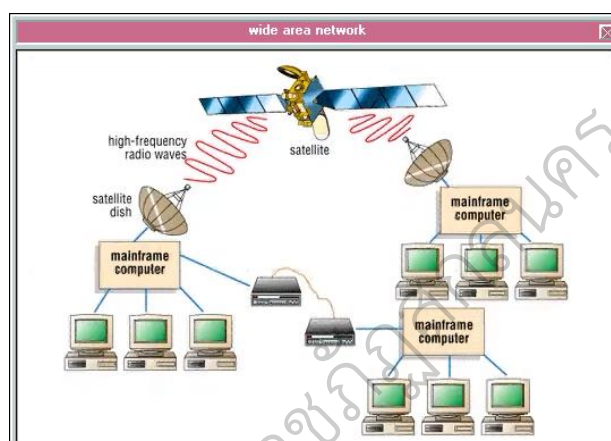 wide area network
high-frequency
radio waves
satellite
satellite
dish
mainframe
computer
mainframe
computer
mainframe
computer